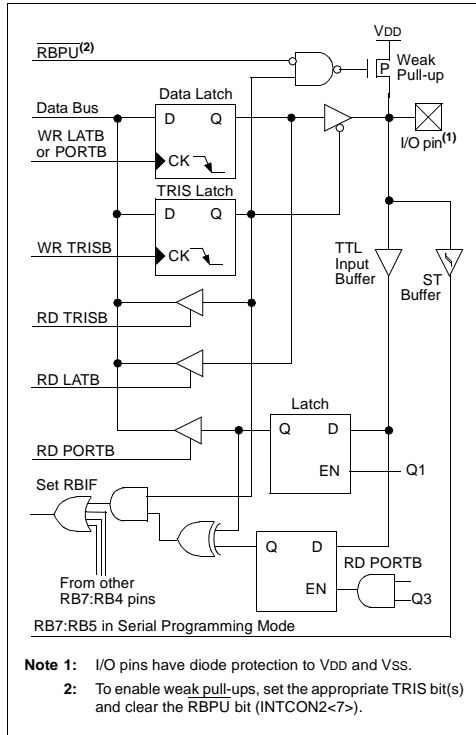 VDD
RBPU(2)
P
Weak
Pull-up
Data Bus
Data Latch
D Q
WR LATB
or PORTB
CK
I/O pin(1)
TRIS Latch
D Q
WR TRISB
CK
TTL
Input
Buffer
ST
Buffer
RD TRISB
RD LATB
Latch
Q D
RD PORTB
EN
Q1
Set RBIF
Q D
RD PORTB
EN
Q3
From other
RB7:RB4 pins
RB7:RB5 in Serial Programming Mode
Note 1: I/O pins have diode protection to VDD and VSS.
2: To enable weak pull-ups, set the appropriate TRIS bit(s)
and clear the RBPU bit (INTCON2<7>).